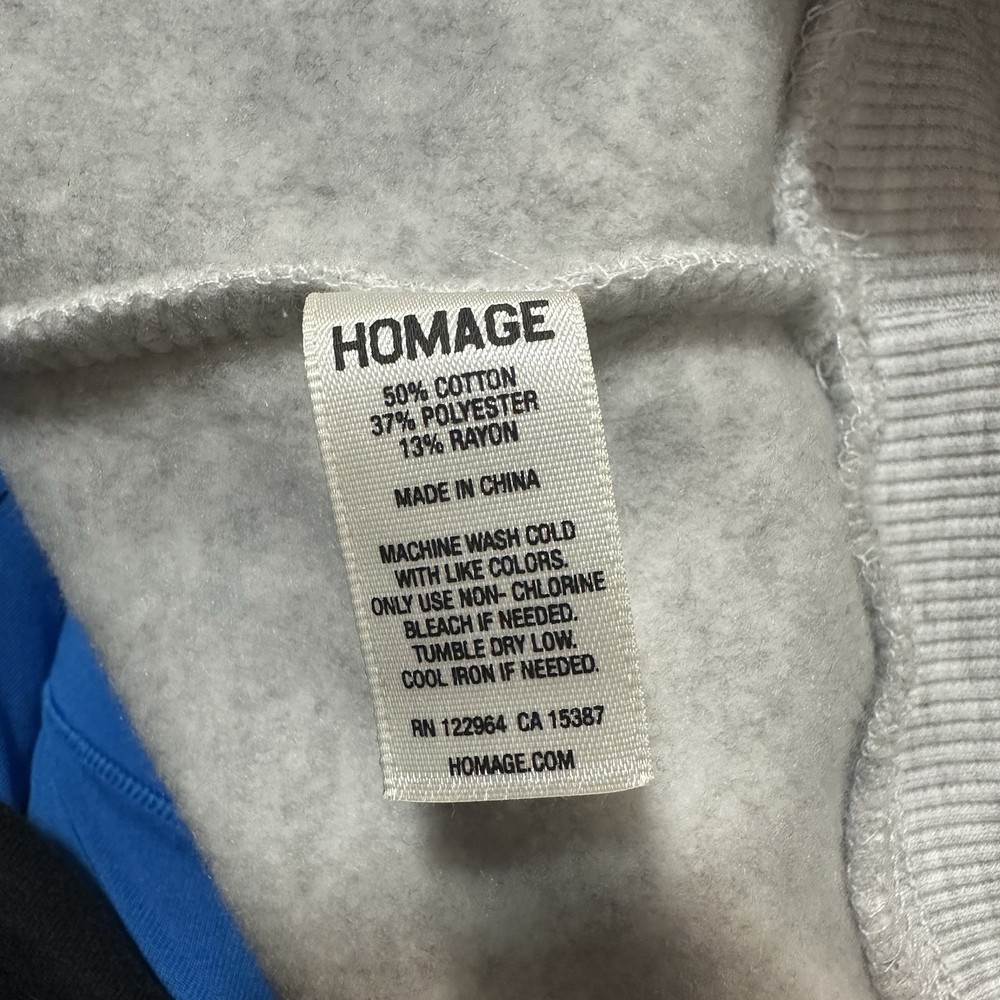 HOMAGE
50% COTTON
37% POLYESTER
13% RAYON
MADE IN CHINA
MACHINE WASH COLD
WITH LIKE COLORS.
ONLY USE NON- CHLORINE
BLEACH IF NEEDED.
TUMBLE DRY LOW.
COOL IRON IF NEEDED.
RN 122964 CA 15387
HOMAGE.COM